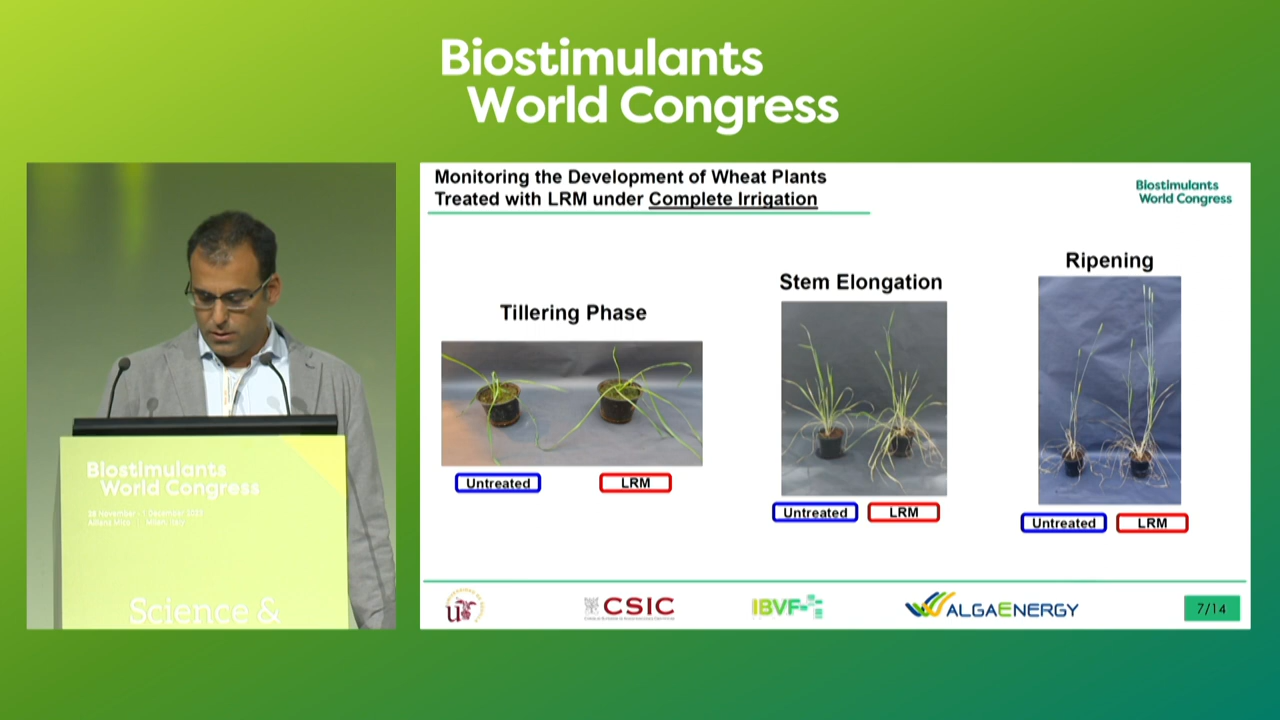 Biostimulants
World Congress
Biostimulants
World Congress
Science &
Monitoring the Development of Wheat Plants
Treated with LRM under Complete Irrigation
Biostimulants
World Congress
Tillering Phase
Untreated
LRM
Stem Elongation
Untreated
LRM
Ripening
Untreated
LRM
CSIC
IBVF
ALGAENERGY
7/14